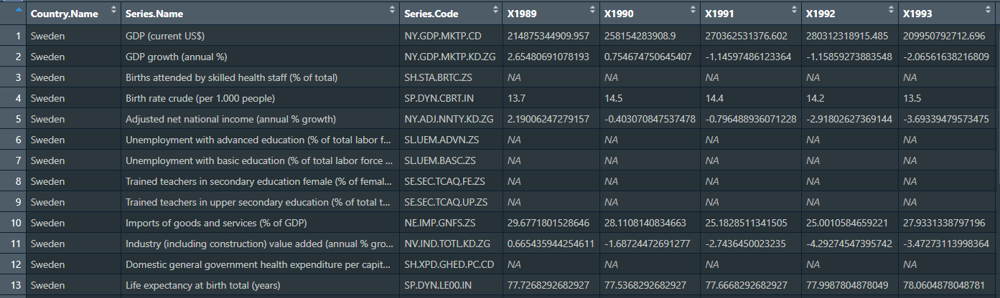 Country.Name Series.Name Series.Code X1989 X1990 X1991 X1992 X1993
1 Sweden GDP (current US$) NY.GDP.MKTP.CD 214875344909.957 258154283908.9 270362531376.602 280312318915.485 209950792712.696
2 Sweden GDP growth (annual %) NY.GDP.MKTP.KD.ZG 2.65480691078193 0.754674750645407 -1.14597486123364 -1.15859273883548 -2.06561638216809
3 Sweden Births attended by skilled health staff (% of total) SH.STA.BRTC.ZS NA NA NA NA NA
4 Sweden Birth rate crude (per 1.000 people) SP.DYN.CBRT.IN 13.7 14.5 14.4 14.2 13.5
5 Sweden Adjusted net national income (annual % growth) NY.ADJ.NNTY.KD.ZG 2.19006247279157 -0.403070847537478 -0.796488936071228 -2.91802627369144 -3.69339479573475
6 Sweden Unemployment with advanced education (% of total labor f... SL.UEM.ADVN.ZS NA NA NA NA NA
7 Sweden Unemployment with basic education (% of total labor force ... SL.UEM.BASC.ZS NA NA NA NA NA
8 Sweden Trained teachers in secondary education female (% of femal... SE.SEC.TCAQ.FE.ZS NA NA NA NA NA
9 Sweden Trained teachers in upper secondary education (% of total t... SE.SEC.TCAQ.UP.ZS NA NA NA NA NA
10 Sweden Imports of goods and services (% of GDP) NE.IMP.GNFS.ZS 29.6771801528646 28.1108140834663 25.1828511341505 25.0010584659221 27.9331338797196
11 Sweden Industry (including construction) value added (annual % gro... NV.IND.TOTL.KD.ZG 0.665435944254611 -1.68724472691277 -2.7436450023235 -4.29274547395742 -3.47273113998364
12 Sweden Domestic general government health expenditure per capit... SH.XPD.GHED.PC.CD NA NA NA NA NA
13 Sweden Life expectancy at birth total (years) SP.DYN.LE00.IN 77.7268292682927 77.5368292682927 77.6668292682927 77.9987804878049 78.0604878048781